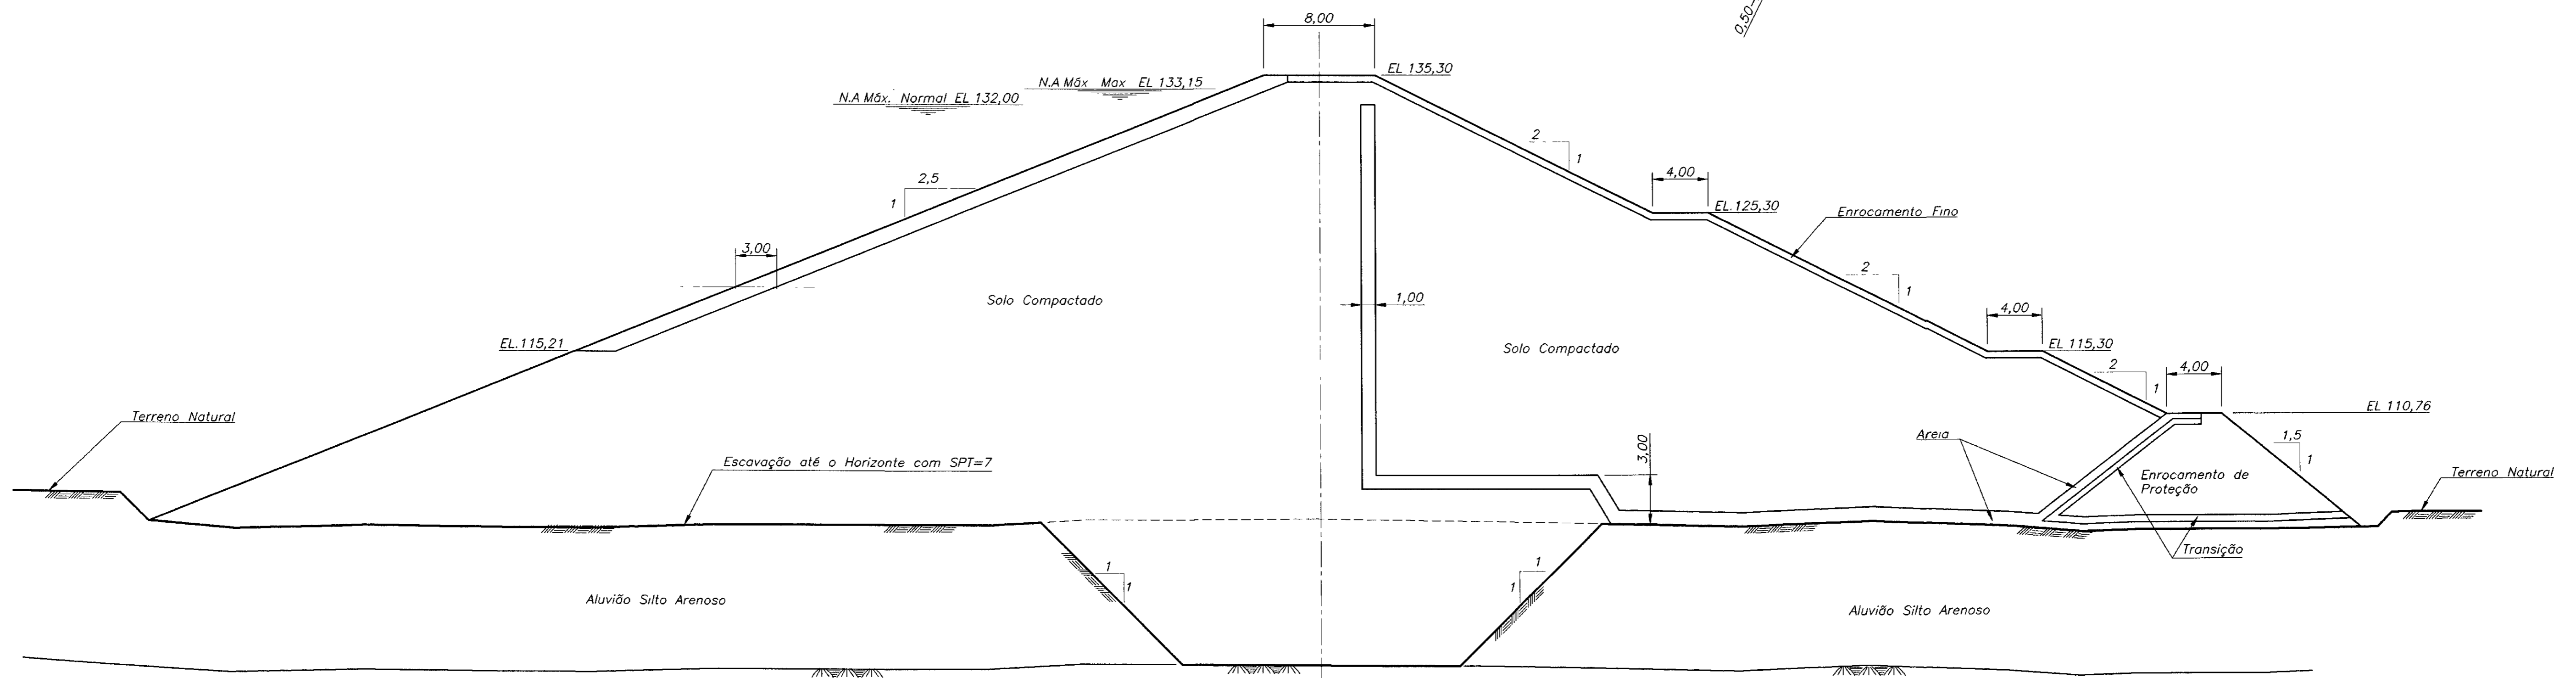 0,50
8,00
EL 135,30
N.A Máx Max EL 133,15
N.A Máx. Normal EL 132,00
2
1
4,00
2,5
1
EL.125,30
Enrocamento Fino
3,00
2
1
Solo Compactado
1,00
4,00
EL.115,21
Solo Compactado
EL 115,30
2
1
4,00
EL 110,76
Terreno Natural
Areia
1,5
1
3,00
Escavação até o Horizonte com SPT=7
Enrocamento de
Proteção
Terreno Natural
Transição
1
1
1
1
Aluvião Silto Arenoso
Aluvião Silto Arenoso